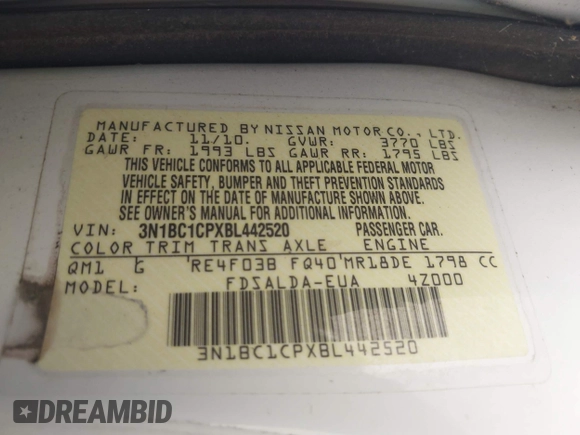 MANUFACTURED BY NISSAN MOTOR CO., LTD.
DATE: 11/10. GVWR: 3770 LBS
GAWR FR: 1993 LBS GAWR RR: 1795 LBS
THIS VEHICLE CONFORMS TO ALL APPLICABLE FEDERAL MOTOR
VEHICLE SAFETY, BUMPER AND THEFT PREVENTION STANDARDS
IN EFFECT ON THE DATE OF MANUFACTURE SHOWN ABOVE.
SEE OWNER'S MANUAL FOR ADDITIONAL PRECAUTIONS
VIN: 3N1BC1CPXBL442520 PASSENGER CAR.
COLOR TRIM TRANS AXLE ENGINE
QM1 G RE4F03B FQ40 MR18DE 1798 CC
MODEL: FDSALDA-EUA 4Z000
3N1BC1CPXBL442520
DREAMBID